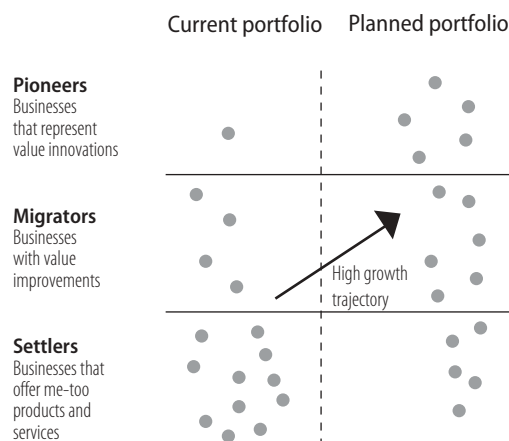 Current portfolio
Planned portfolio
Pioneers
Businesses
that represent
value innovations
Migrators
Businesses
with value
improvements
High growth
trajectory
Settlers
Businesses that
offer me-too
products and
services